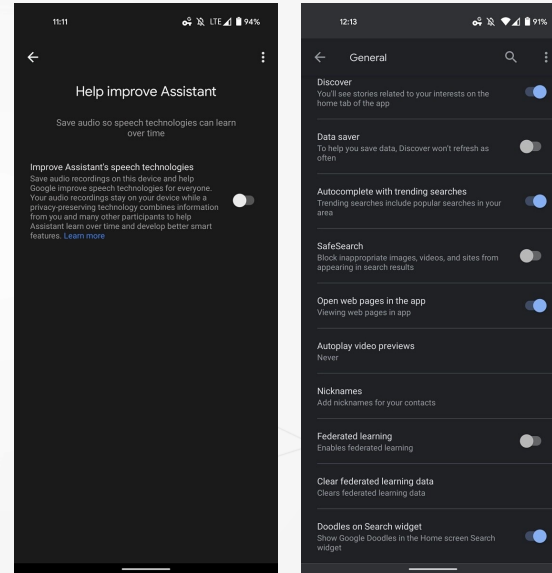 11:11
LTE 94%
Help improve Assistant
Save audio so speech technologies can learn
over time
Improve Assistant's speech technologies
Save audio recordings on this device and help
Google improve speech technologies for everyone.
Your audio recordings stay on your device while a
privacy-preserving technology combines information
from you and many other participants to help
Assistant learn over time and develop better smart
features. Learn more
12:13
91%
General
Discover
You'll see stories related to your interests on the
home tab of the app
Data saver
To help you save data, Discover won't refresh as
often
Autocomplete with trending searches
Trending searches include popular searches in your
area
SafeSearch
Block inappropriate images, videos, and sites from
appearing in search results
Open web pages in the app
Viewing web pages in app
Autoplay video previews
Never
Nicknames
Add nicknames for your contacts
Federated learning
Enables federated learning
Clear federated learning data
Clears federated learning data
Doodles on Search widget
Show Google Doodles in the Home screen Search
widget